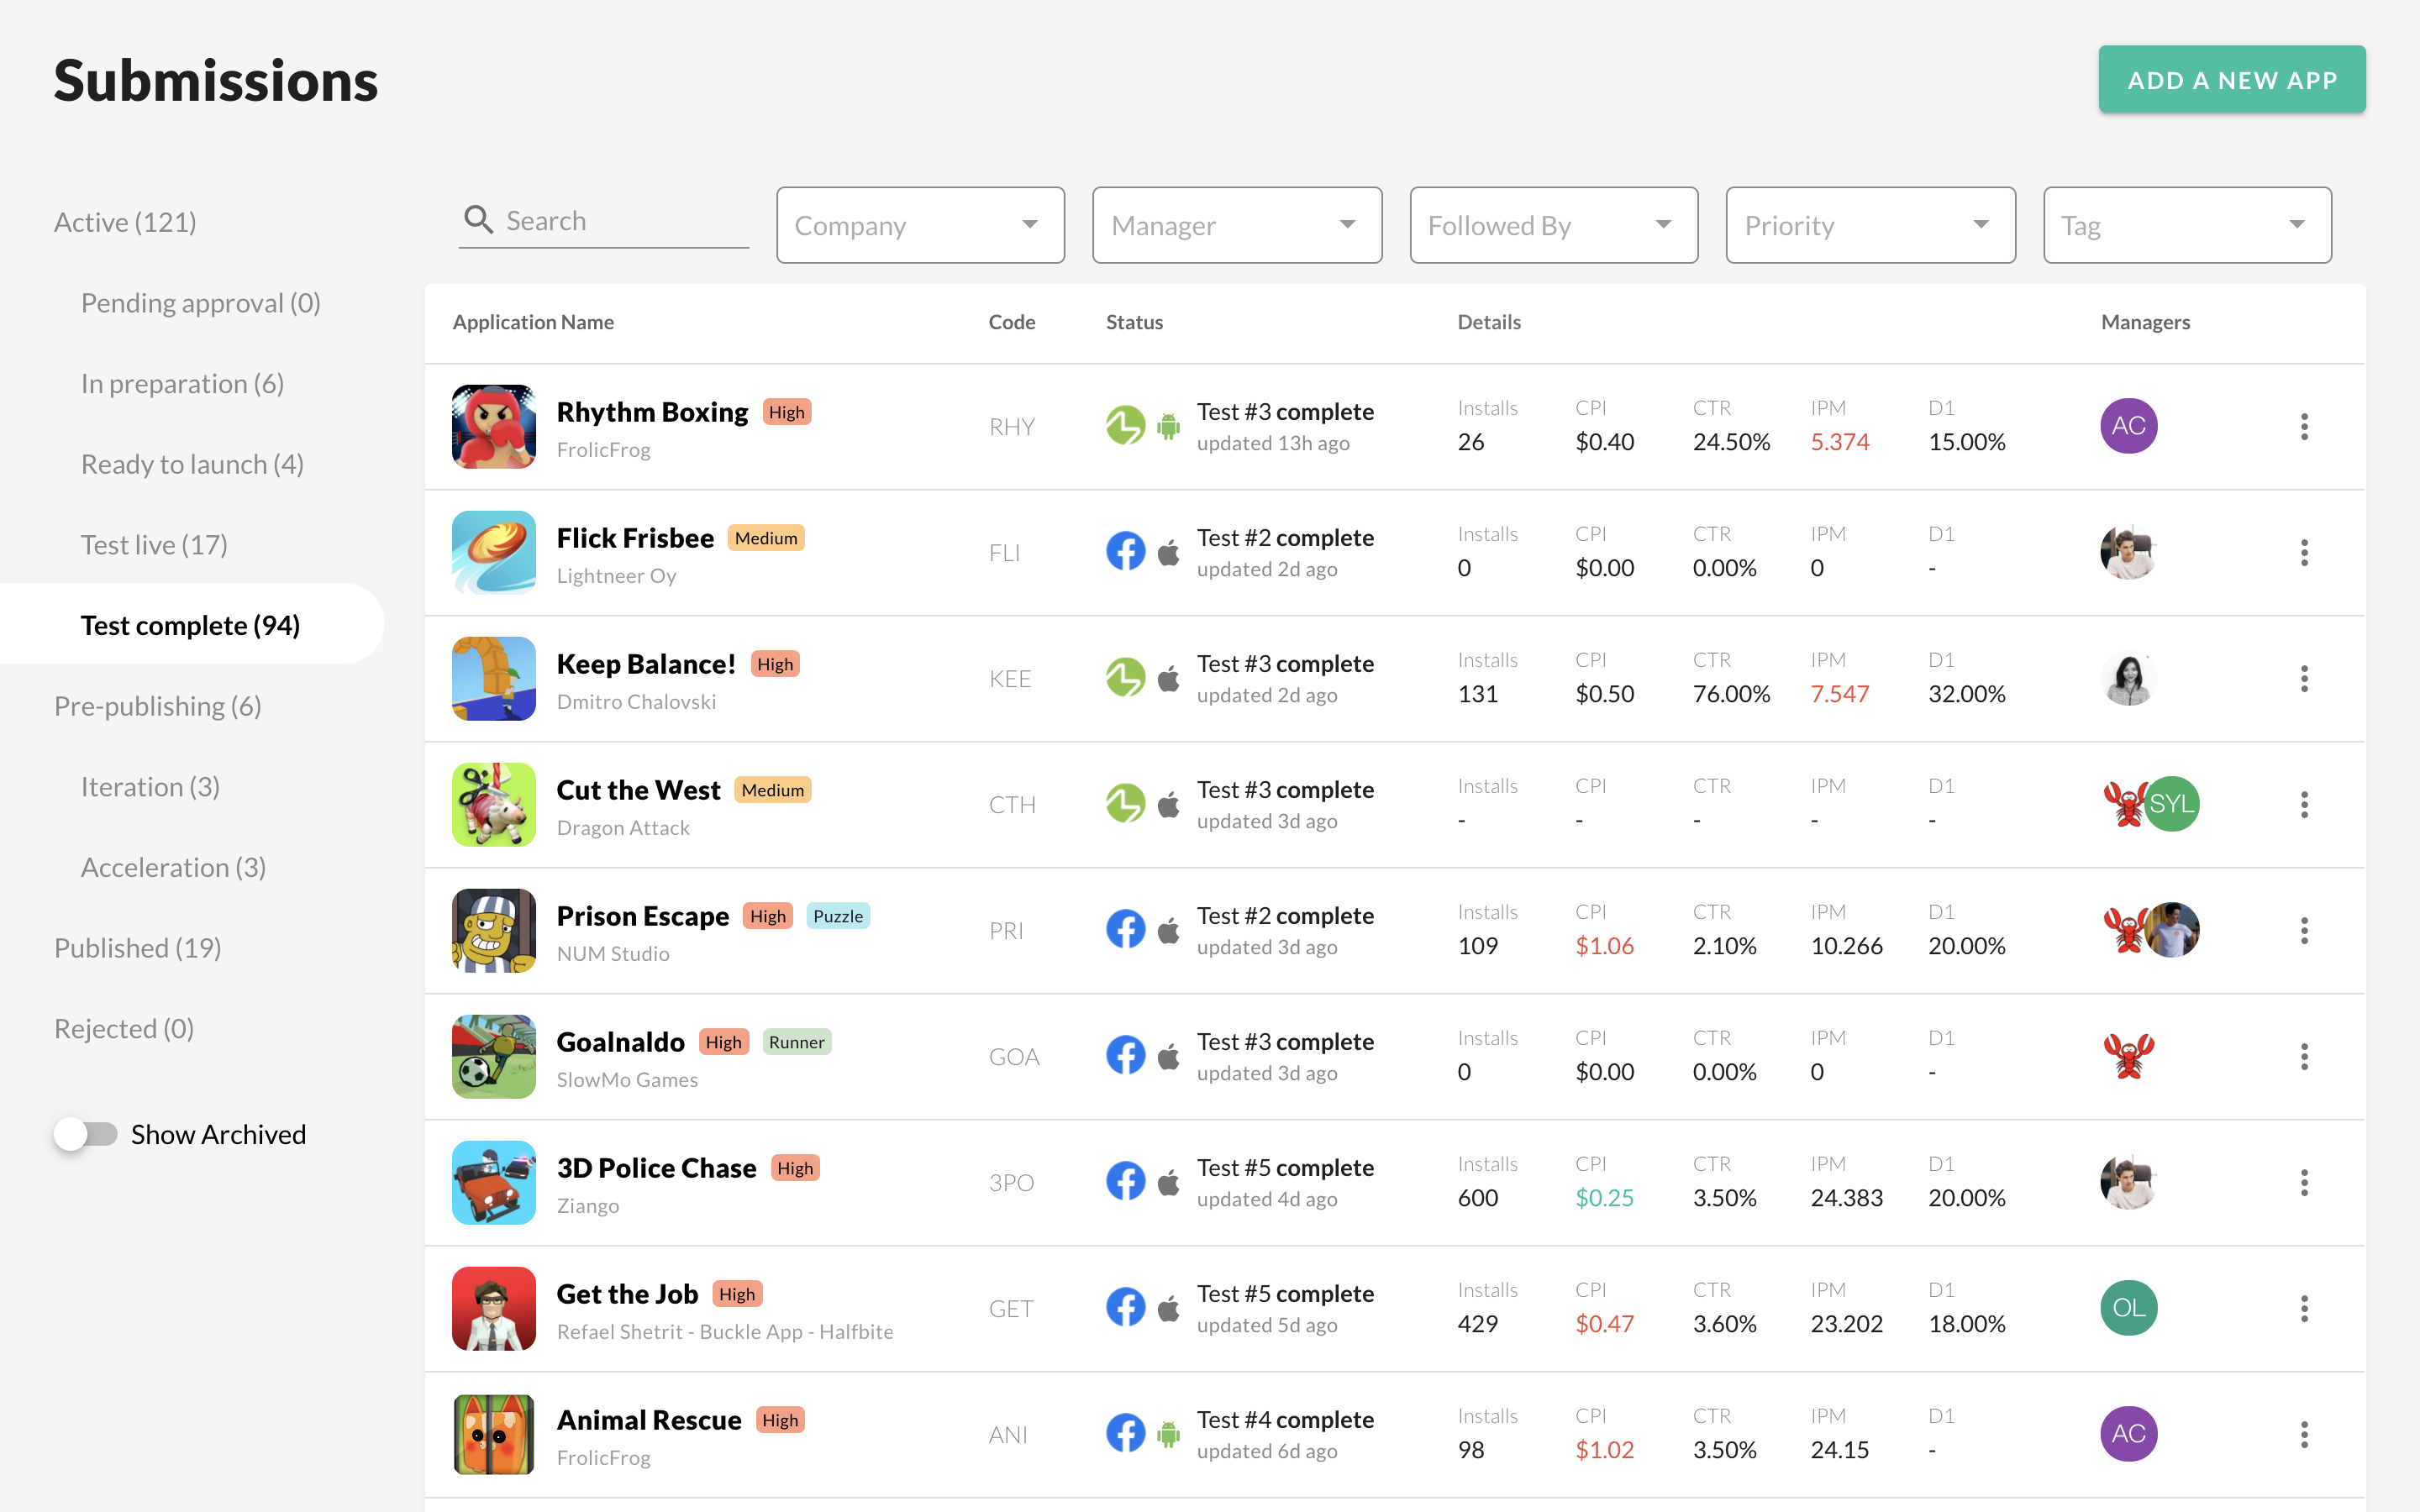 Submissions
ADD A NEW APP
Active (121)
Pending approval (0)
In preparation (6)
Ready to launch (4)
Test live (17)
Test complete (94)
Pre-publishing (6)
Iteration (3)
Acceleration (3)
Published (19)
Rejected (0)
Show Archived
Search Company Manager Followed By Priority Tag
Application Name Code Status Details Managers
Rhythm Boxing High
FrolicFrog
RHY
Test #3 complete
updated 13h ago
Installs CPI CTR IPM D1
26 $0.40 24.50% 5.374 15.00%
AC
Flick Frisbee Medium
Lightneer Oy
FLI
Test #2 complete
updated 2d ago
Installs CPI CTR IPM D1
0 $0.00 0.00% 0 -
Keep Balance! High
Dmitro Chalovski
KEE
Test #3 complete
updated 2d ago
Installs CPI CTR IPM D1
131 $0.50 76.00% 7.547 32.00%
Cut the West Medium
Dragon Attack
CTH
Test #3 complete
updated 3d ago
Installs CPI CTR IPM D1
- - - - -
SYL
Prison Escape High Puzzle
NUM Studio
PRI
Test #2 complete
updated 3d ago
Installs CPI CTR IPM D1
109 $1.06 2.10% 10.266 20.00%
Goalnaldo High Runner
SlowMo Games
GOA
Test #3 complete
updated 3d ago
Installs CPI CTR IPM D1
0 $0.00 0.00% 0 -
3D Police Chase High
Ziango
3PO
Test #5 complete
updated 4d ago
Installs CPI CTR IPM D1
600 $0.25 3.50% 24.383 20.00%
Get the Job High
Refael Shetrit - Buckle App - Halfbite
GET
Test #5 complete
updated 5d ago
Installs CPI CTR IPM D1
429 $0.47 3.60% 23.202 18.00%
OL
Animal Rescue High
FrolicFrog
ANI
Test #4 complete
updated 6d ago
Installs CPI CTR IPM D1
98 $1.02 3.50% 24.15 -
AC